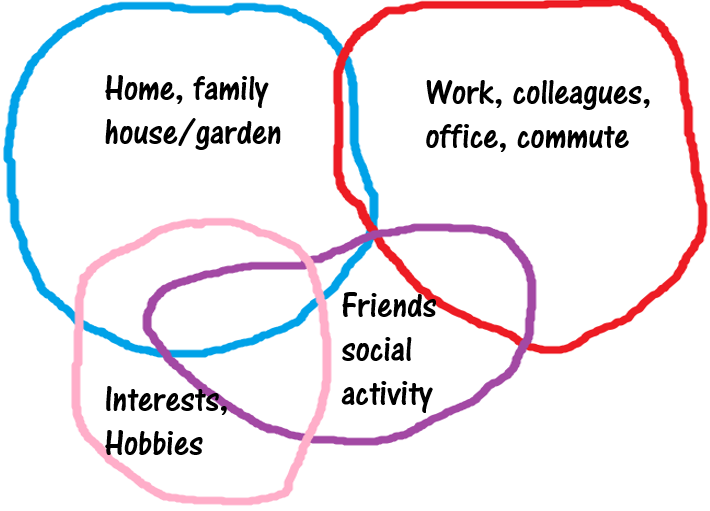 Home, family
house/garden
Work, colleagues,
office, commute
Friends
social
activity
Interests,
Hobbies